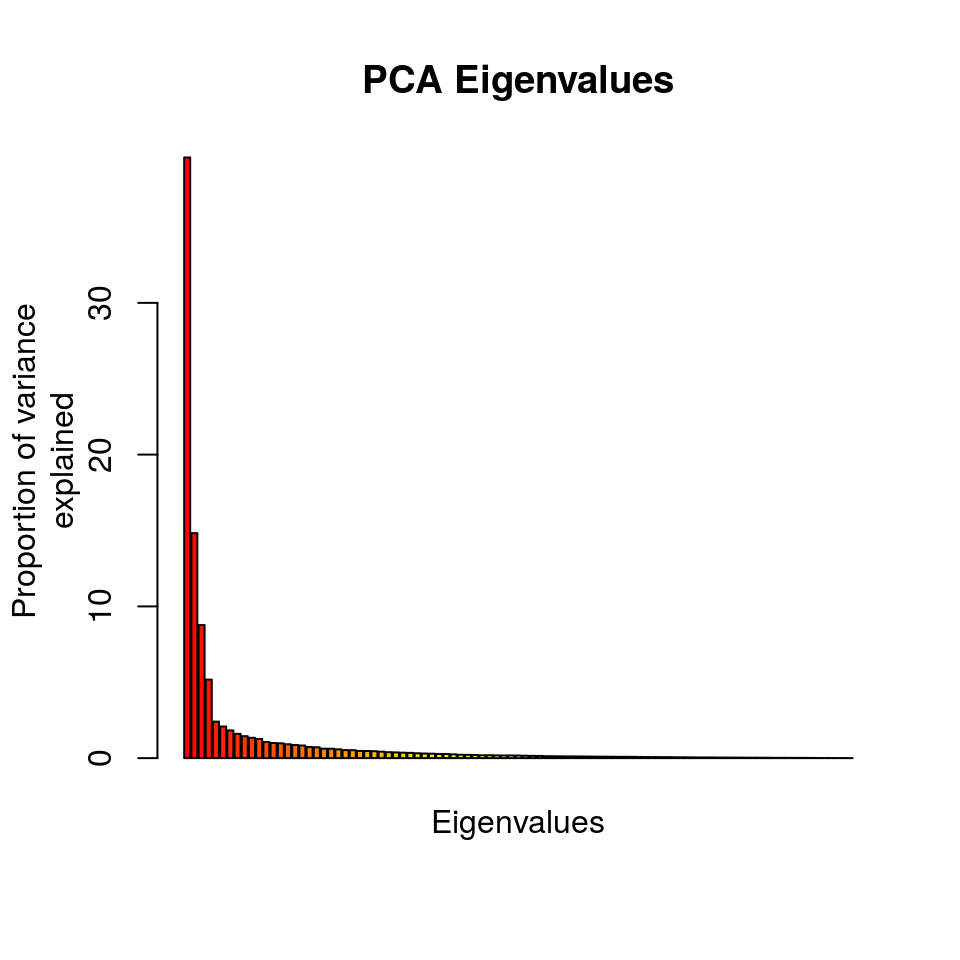 PCA Eigenvalues
Proportion of variance
explained
30
20
10
0
Eigenvalues